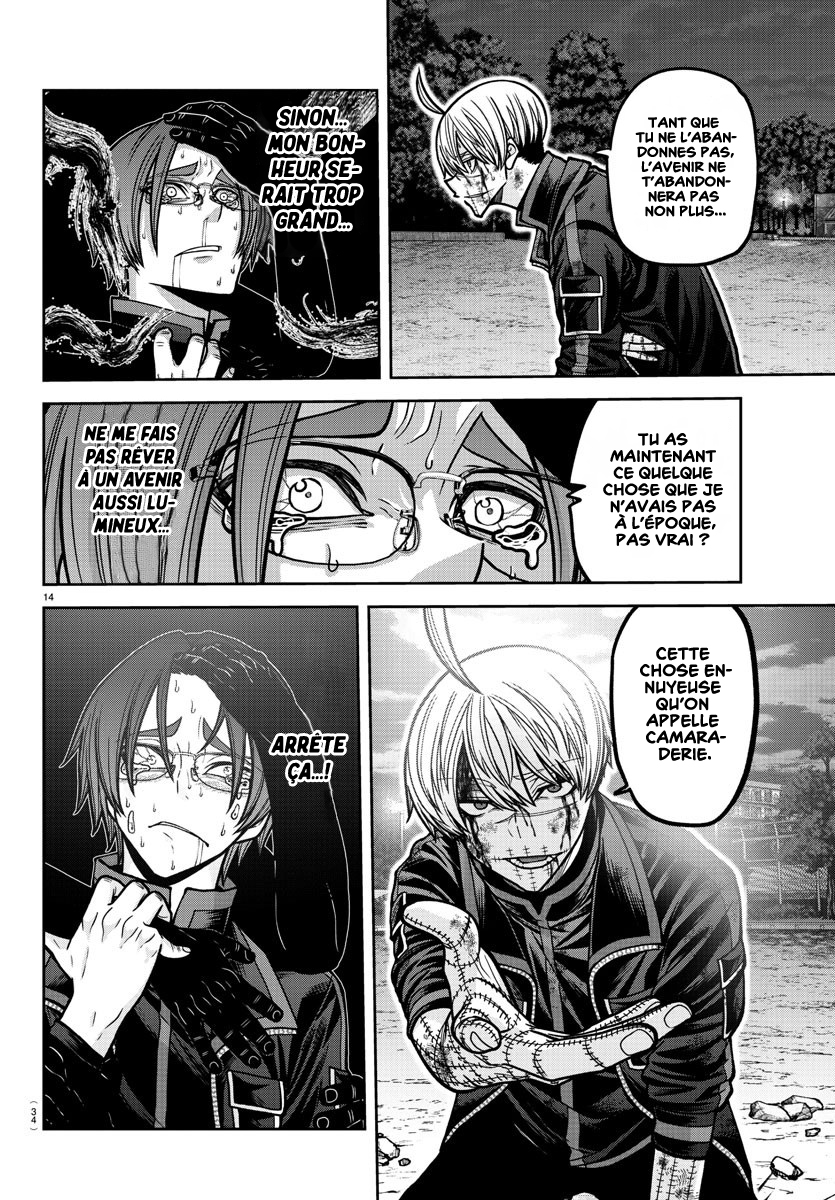 TANT QUE
TU NE L'ABAN-
DONNES PAS,
L'AVENIR NE
T'ABANDON-
NERA PAS
NON PLUS...
SINON...
MON BON-
HEUR SE-
RAIT TROP
GRAND...
TU AS
MAINTENANT
CE QUELQUE
CHOSE QUE JE
N'AVAIS PAS
À L'ÉPOQUE,
PAS VRAI ?
NE ME FAIS
PAS RÊVER
À UN AVENIR
AUSSI LU-
MINEUX...
14
CETTE
CHOSE EN-
NUYEUSE
QU'ON
APPELLE
CAMARA-
DERIE.
ARRÊTE
ÇA...!
(34)